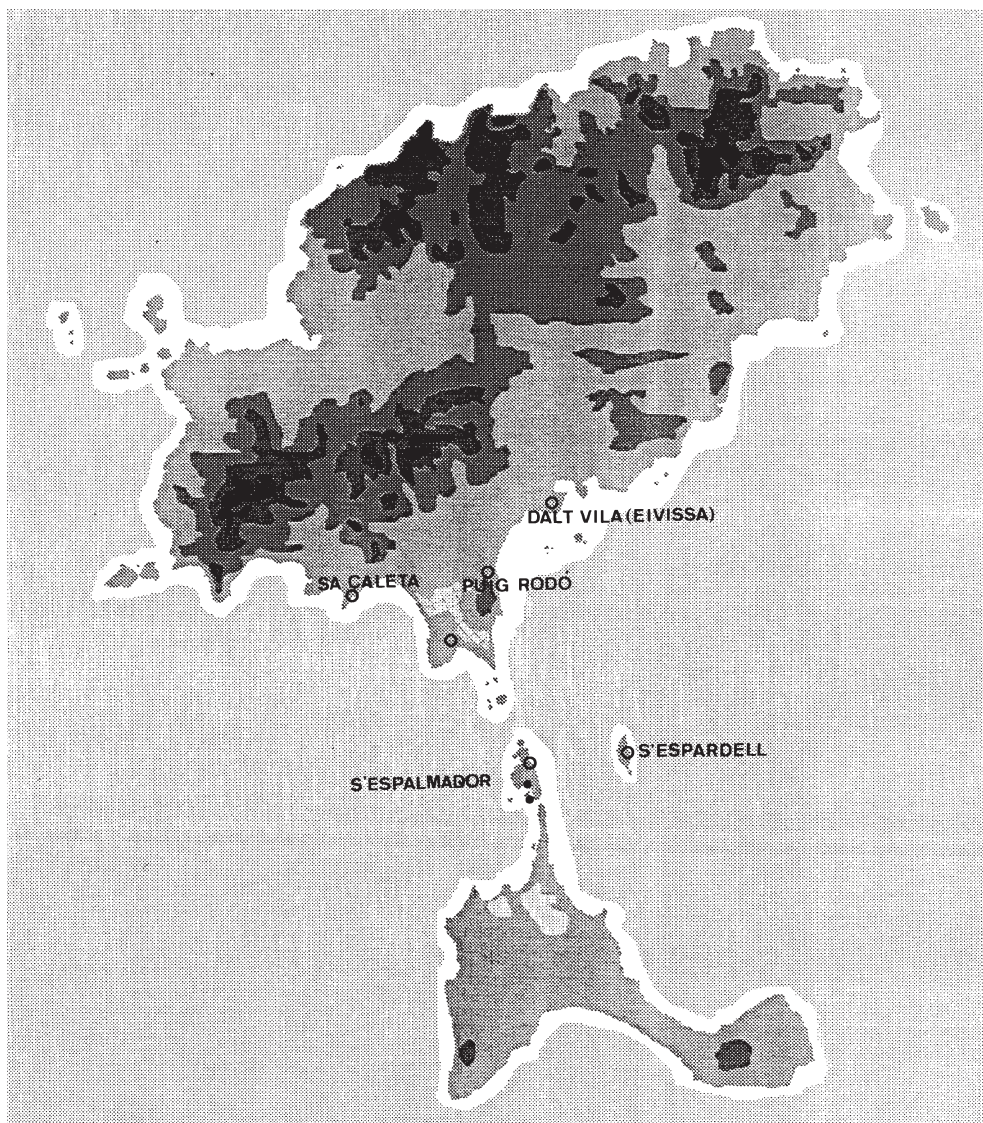 DALT VILA (EIVISSA)
SA CALETA
PUIG RODÓ
S'ESPARDELL
S'ESPALMADOR